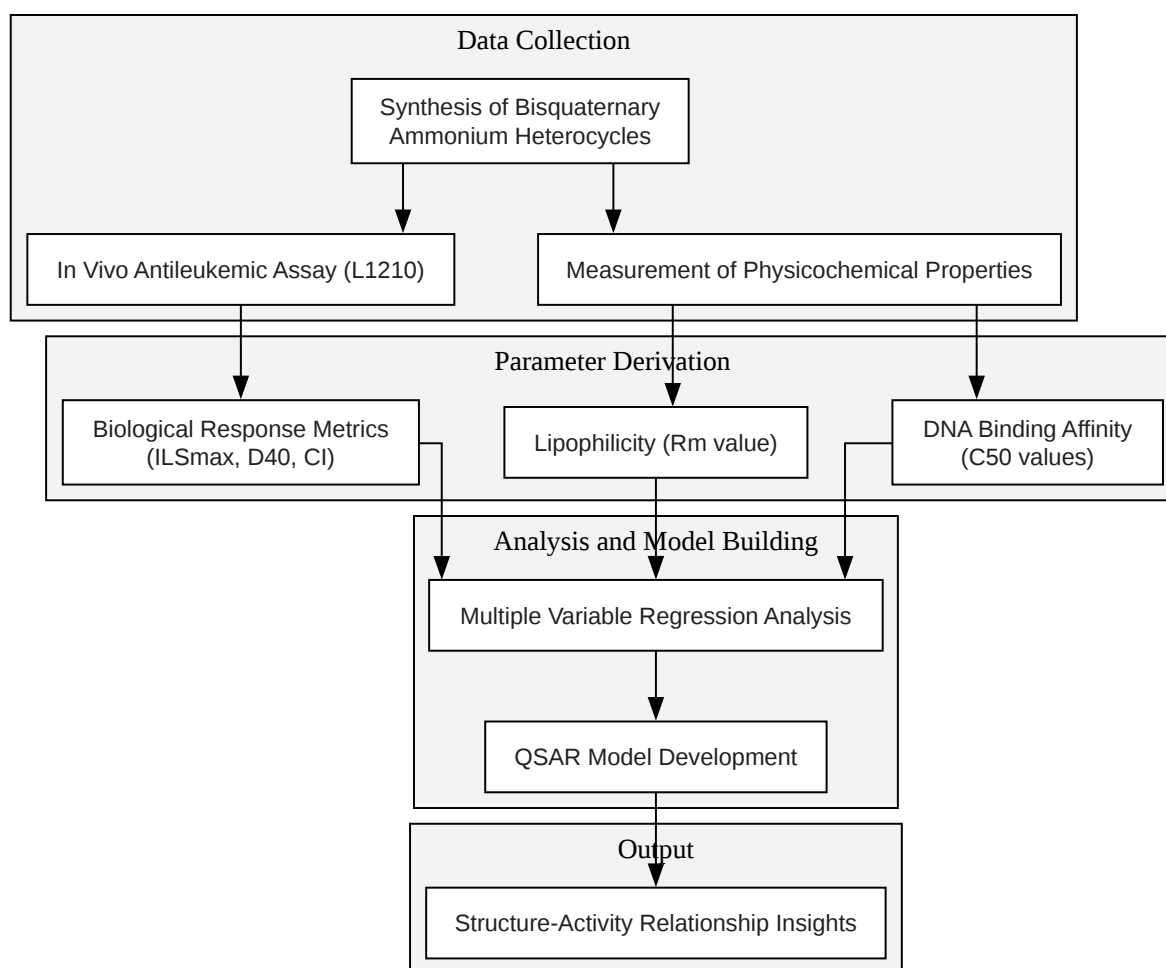 Data Collection
Synthesis of Bisquaternary
Ammonium Heterocycles
In Vivo Antileukemic Assay (L1210)
Measurement of Physicochemical Properties
Parameter Derivation
Biological Response Metrics
(ILSmax, D40, CI)
Lipophilicity (Rm value)
DNA Binding Affinity
(C50 values)
Analysis and Model Building
Multiple Variable Regression Analysis
QSAR Model Development
Output
Structure-Activity Relationship Insights